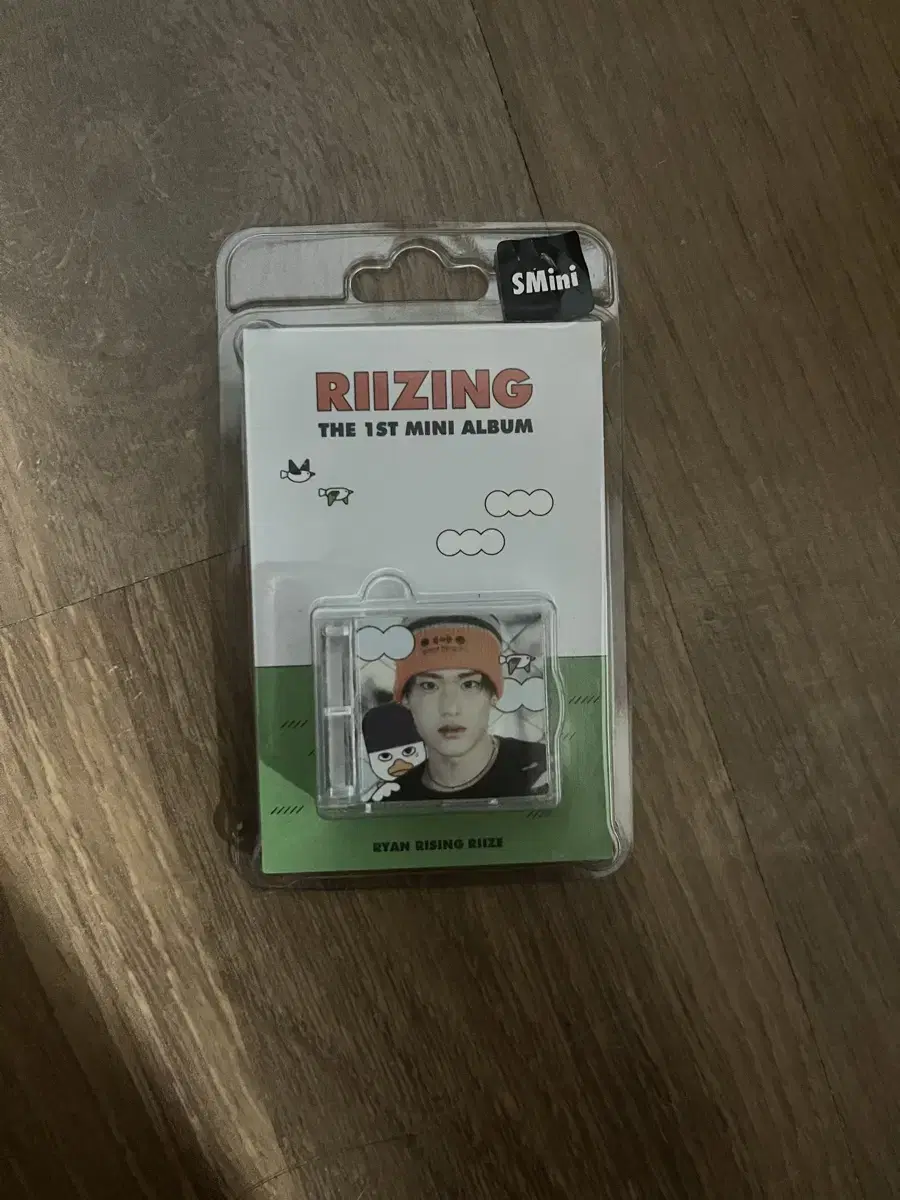 SMini
RIIZING
THE 1ST MINI ALBUM
RYAN RISING RIIZE